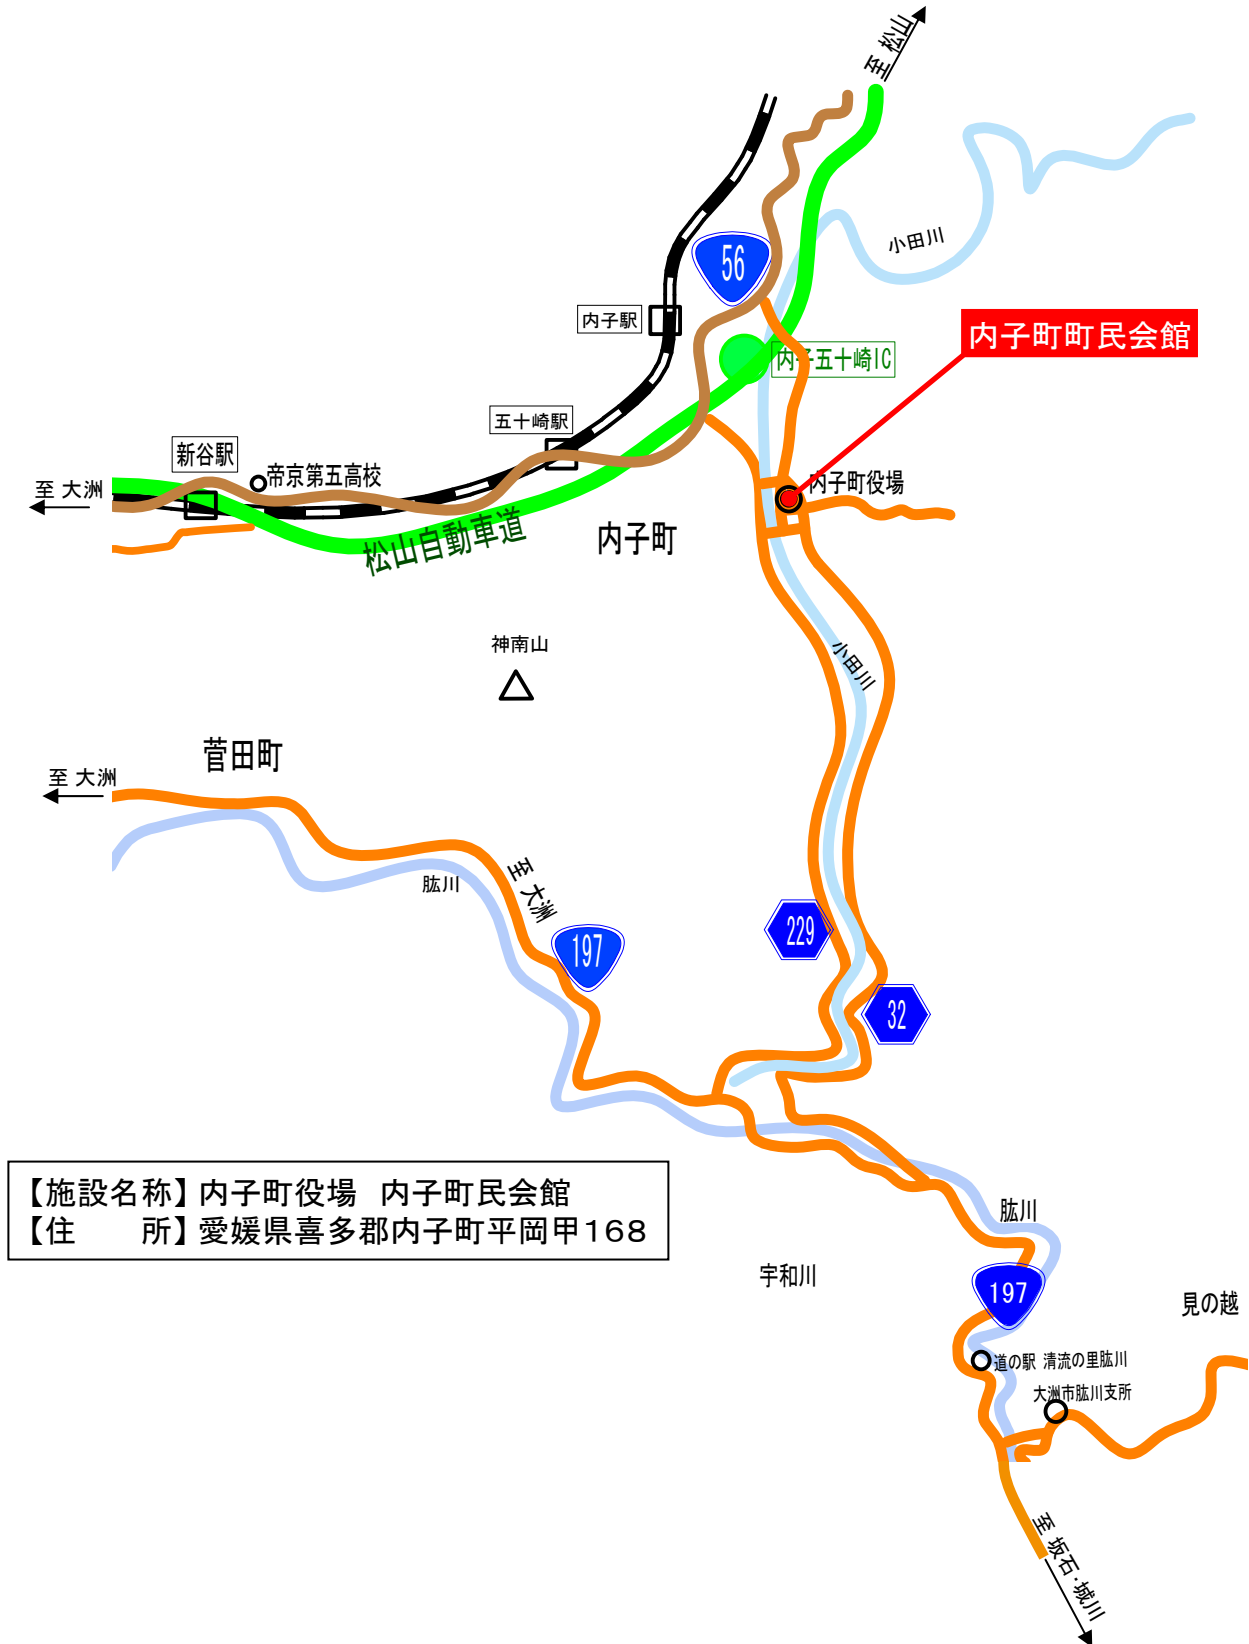 至 松山
小田川
56
内子駅
内子町町民会館
内子五十崎IC
五十崎駅
新谷駅
帝京第五高校
内子町役場
至 大洲
松山自動車道
内子町
神南山
小田川
菅田町
至 大洲
肱川
至 大洲
197
229
32
【施設名称】内子町役場 内子町民会館
【住　　所】愛媛県喜多郡内子町平岡甲168
肱川
宇和川
197
見の越
道の駅 清流の里肱川
大洲市肱川支所
至 坂石・城川